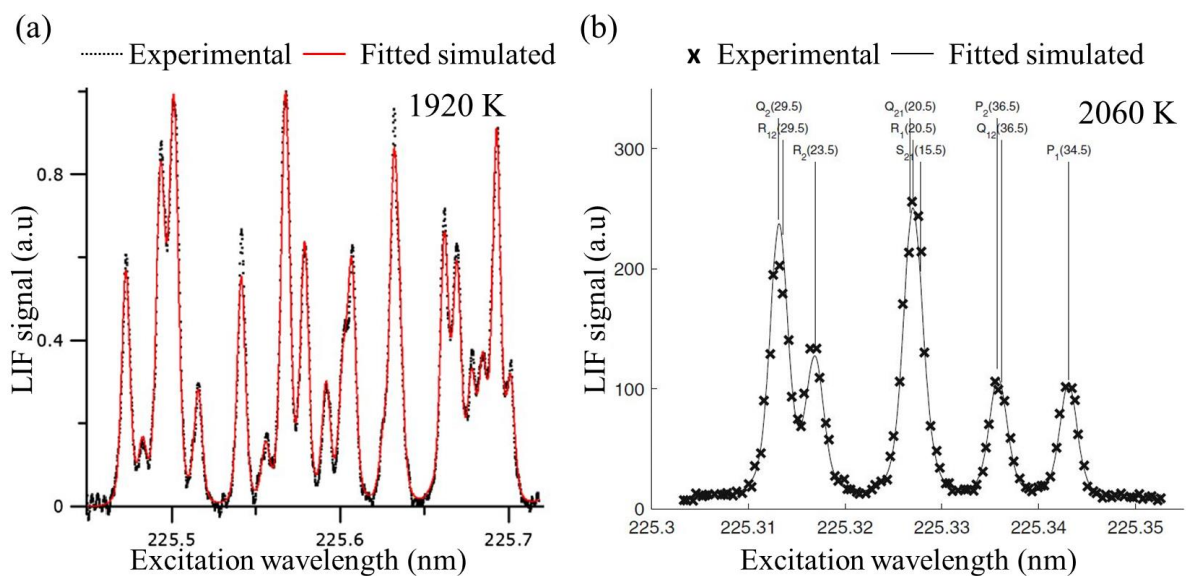 (a)
Experimental Fitted simulated
1920 K
0.8
0.4
0
LIF signal (a.u)
225.5 225.6 225.7
Excitation wavelength (nm)
(b)
x Experimental Fitted simulated
2060 K
Q2(29.5) Q21(20.5) P2(36.5)
R12(29.5) R1(20.5) Q12(36.5)
R2(23.5) S21(15.5) P1(34.5)
300
200
100
0
LIF signal (a.u)
225.3 225.31 225.32 225.33 225.34 225.35
Excitation wavelength (nm)